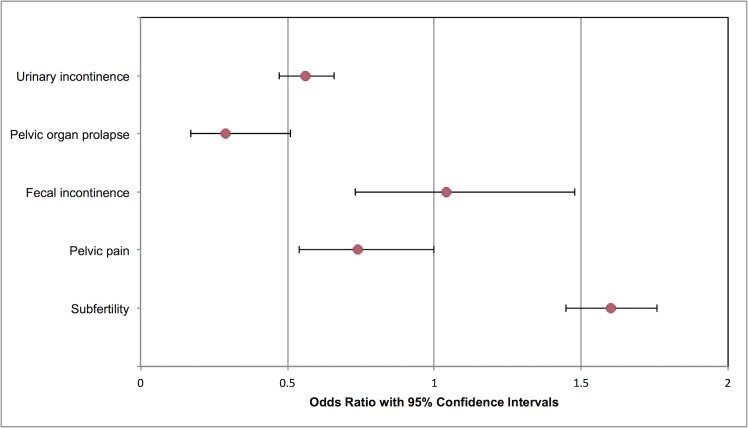 Urinary incontinence
Pelvic organ prolapse
Fecal incontinence
Pelvic pain
Subfertility
0 0.5 1 1.5 2
Odds Ratio with 95% Confidence Intervals